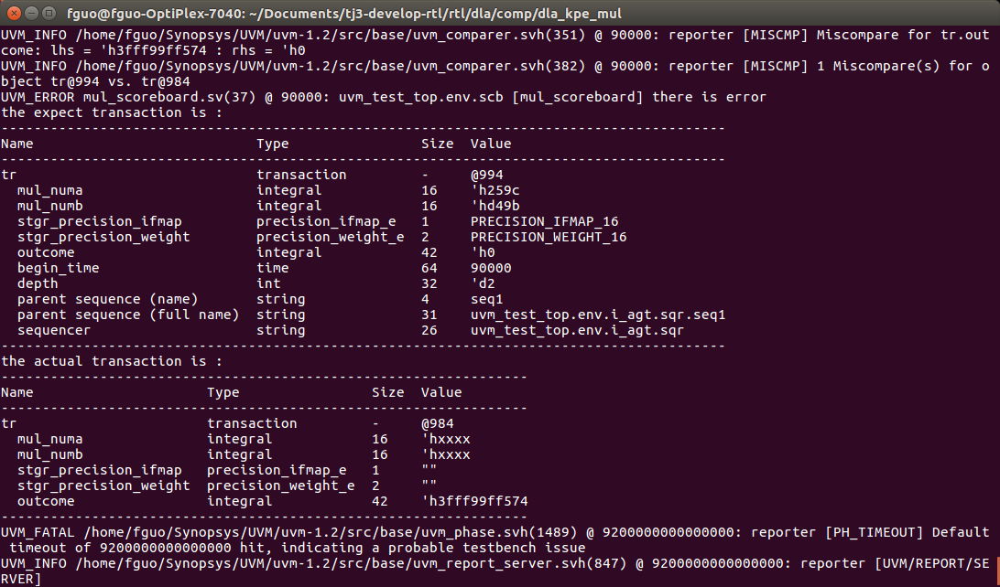 fguo@fguo-OptiPlex-7040: ~/Documents/tj3-develop-rtl/rtl/dla/comp/dla_kpe_mul
UVM_INFO /home/fguo/Synopsys/UVM/uvm-1.2/src/base/uvm_comparer.svh(351) @ 90000: reporter [MISCMP] Miscompare for tr.out
come: lhs = 'h3fff99ff574 : rhs = 'h0
UVM_INFO /home/fguo/Synopsys/UVM/uvm-1.2/src/base/uvm_comparer.svh(382) @ 90000: reporter [MISCMP] 1 Miscompare(s) for o
bject tr@994 vs. tr@984
UVM_ERROR mul_scoreboard.sv(37) @ 90000: uvm_test_top.env.scb [mul_scoreboard] there is error
the expect transaction is :
----------------------------------------------------------------------------------------
Name                           Type                Size  Value
----------------------------------------------------------------------------------------
tr                             transaction         -     @994
  mul_numa                     integral            16    'h259c
  mul_numb                     integral            16    'hd49b
  stgr_precision_ifmap         precision_ifmap_e   1     PRECISION_IFMAP_16
  stgr_precision_weight        precision_weight_e  2     PRECISION_WEIGHT_16
  outcome                      integral            42    'h0
  begin_time                   time                64    90000
  depth                        int                 32    'd2
  parent sequence (name)       string              4     seq1
  parent sequence (full name)  string              31    uvm_test_top.env.i_agt.sqr.seq1
  sequencer                    string              26    uvm_test_top.env.i_agt.sqr
----------------------------------------------------------------------------------------
the actual transaction is :
----------------------------------------------------------------
Name                     Type                Size  Value
----------------------------------------------------------------
tr                       transaction         -     @984
  mul_numa               integral            16    'hxxxx
  mul_numb               integral            16    'hxxxx
  stgr_precision_ifmap   precision_ifmap_e   1     ""
  stgr_precision_weight  precision_weight_e  2     ""
  outcome                integral            42    'h3fff99ff574
----------------------------------------------------------------
UVM_FATAL /home/fguo/Synopsys/UVM/uvm-1.2/src/base/uvm_phase.svh(1489) @ 9200000000000000: reporter [PH_TIMEOUT] Default
 timeout of 9200000000000000 hit, indicating a probable testbench issue
UVM_INFO /home/fguo/Synopsys/UVM/uvm-1.2/src/base/uvm_report_server.svh(847) @ 9200000000000000: reporter [UVM/REPORT/SE
RVER]